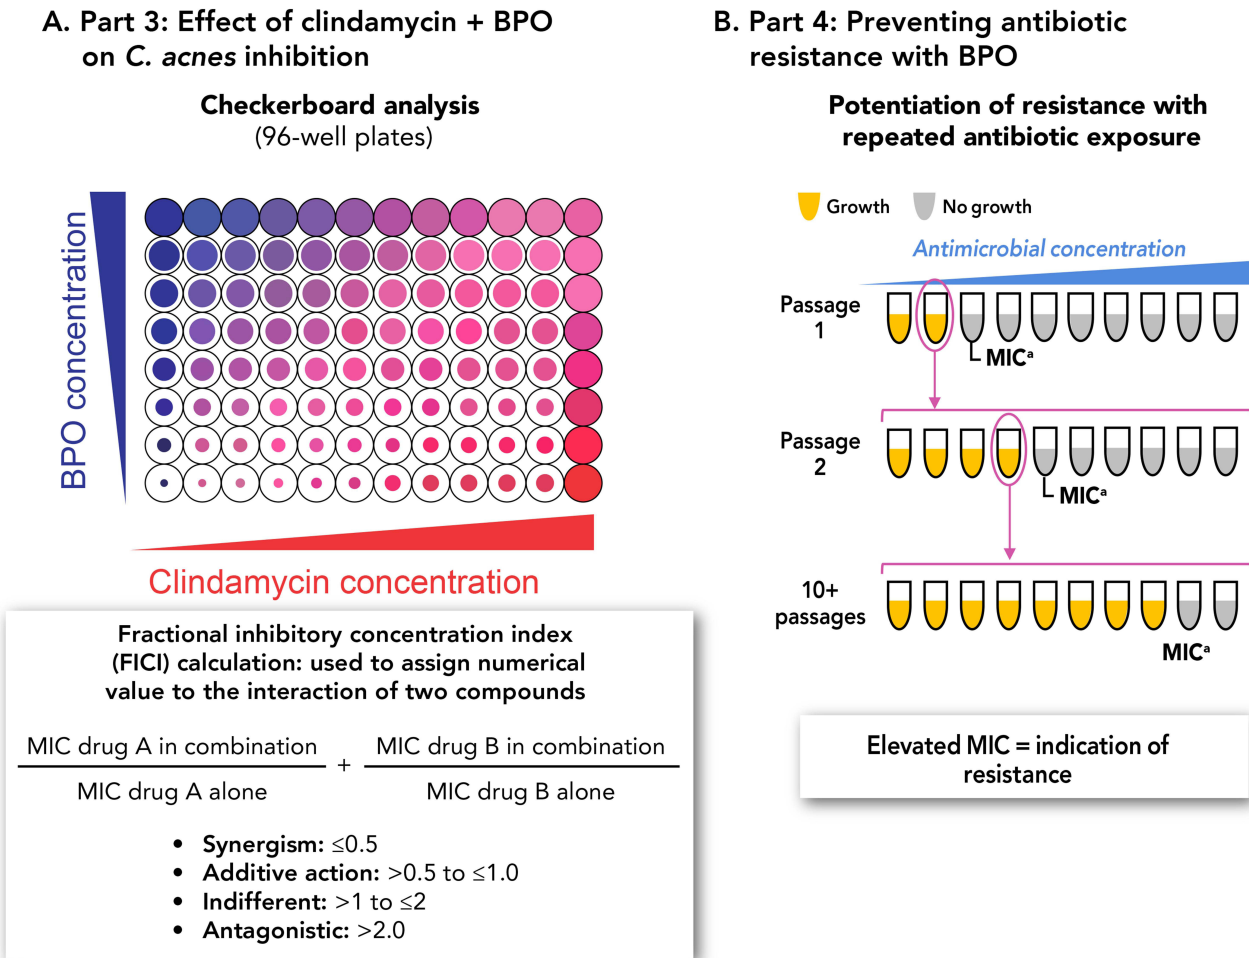 A. Part 3: Effect of clindamycin + BPO
on C. acnes inhibition
Checkerboard analysis
(96-well plates)
BPO concentration
Clindamycin concentration
Fractional inhibitory concentration index
(FICI) calculation: used to assign numerical
value to the interaction of two compounds
MIC drug A in combination
MIC drug A alone
+
MIC drug B in combination
MIC drug B alone
• Synergism: ≤0.5
• Additive action: >0.5 to ≤1.0
• Indifferent: >1 to ≤2
• Antagonistic: >2.0
B. Part 4: Preventing antibiotic
resistance with BPO
Potentiation of resistance with
repeated antibiotic exposure
Growth
No growth
Antimicrobial concentration
Passage
1
MICᵃ
Passage
2
MICᵃ
10+
passages
MICᵃ
Elevated MIC = indication of
resistance